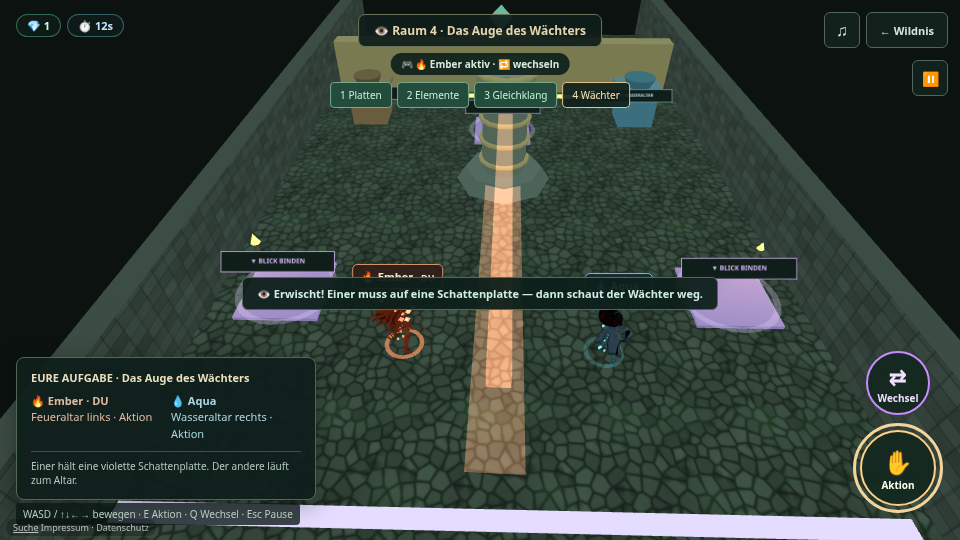 💎 1
⏱️ 12s
👁️ Raum 4 · Das Auge des Wächters
♫
← Wildnis
🎮 🔥 Ember aktiv · 🔁 wechseln
1 Platten
2 Elemente
3 Gleichklang
4 Wächter
▼ BLICK BINDEN
▼ BLICK BINDEN
🔥 Ember · DU
👁️ Erwischt! Einer muss auf eine Schattenplatte — dann schaut der Wächter weg.
EURE AUFGABE · Das Auge des Wächters
🔥 Ember · DU
Feueraltar links · Aktion
💧 Aqua
Wasseraltar rechts ·
Aktion
Einer hält eine violette Schattenplatte. Der andere läuft
zum Altar.
Wechsel
Aktion
WASD / ↑↓←→ bewegen · E Aktion · Q Wechsel · Esc Pause
Suche Impressum · Datenschutz